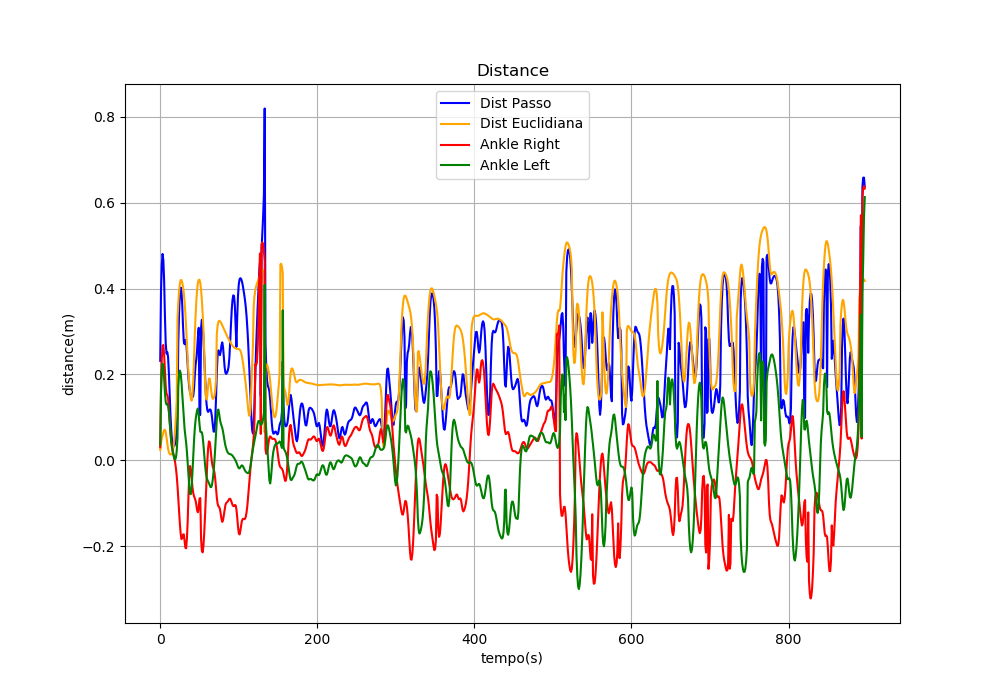 Distance
Dist Passo
Dist Euclidiana
Ankle Right
Ankle Left
distance(m)
0.8
0.6
0.4
0.2
0.0
−0.2
0 200 400 600 800
tempo(s)